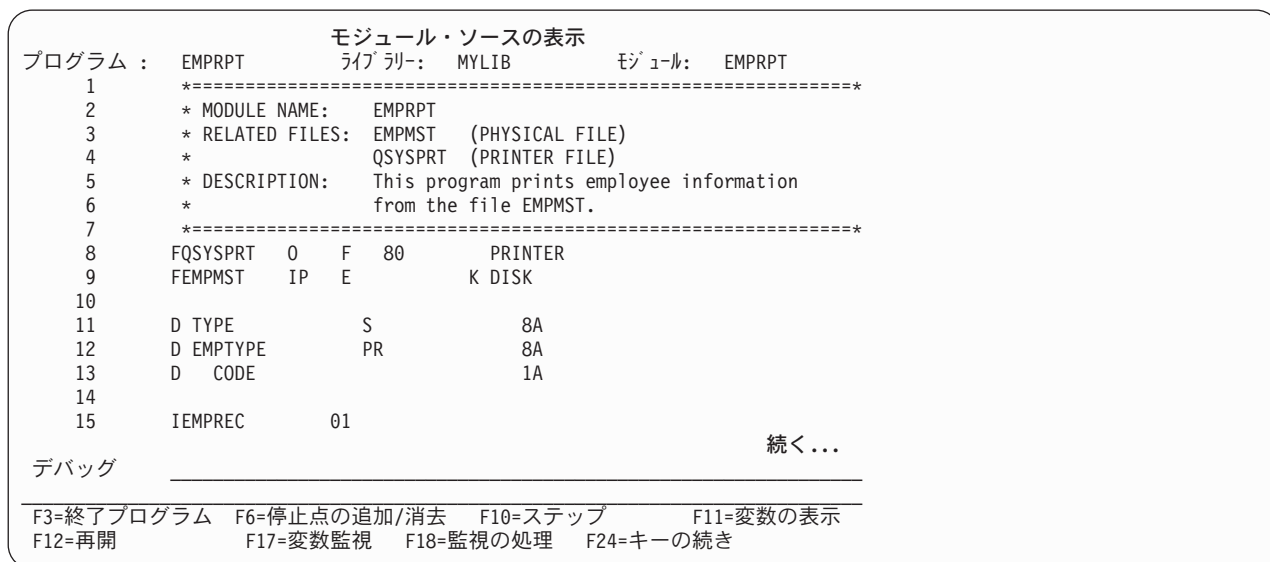 モジュール・ソースの表示
プログラム : EMPRPT ﾗｲﾌﾞﾗﾘｰ: MYLIB ﾓｼﾞｭｰﾙ: EMPRPT
1 *==============================================================*
2 * MODULE NAME: EMPRPT
3 * RELATED FILES: EMPMST (PHYSICAL FILE)
4 * QSYSPRT (PRINTER FILE)
5 * DESCRIPTION: This program prints employee information
6 * from the file EMPMST.
7 *==============================================================*
8 FQSYSPRT O F 80 PRINTER
9 FEMPMST IP E K DISK
10
11 D TYPE S 8A
12 D EMPTYPE PR 8A
13 D CODE 1A
14
15 IEMPREC 01
続く...
デバッグ
F3=終了プログラム F6=停止点の追加/消去 F10=ステップ F11=変数の表示
F12=再開 F17=変数監視 F18=監視の処理 F24=キーの続き